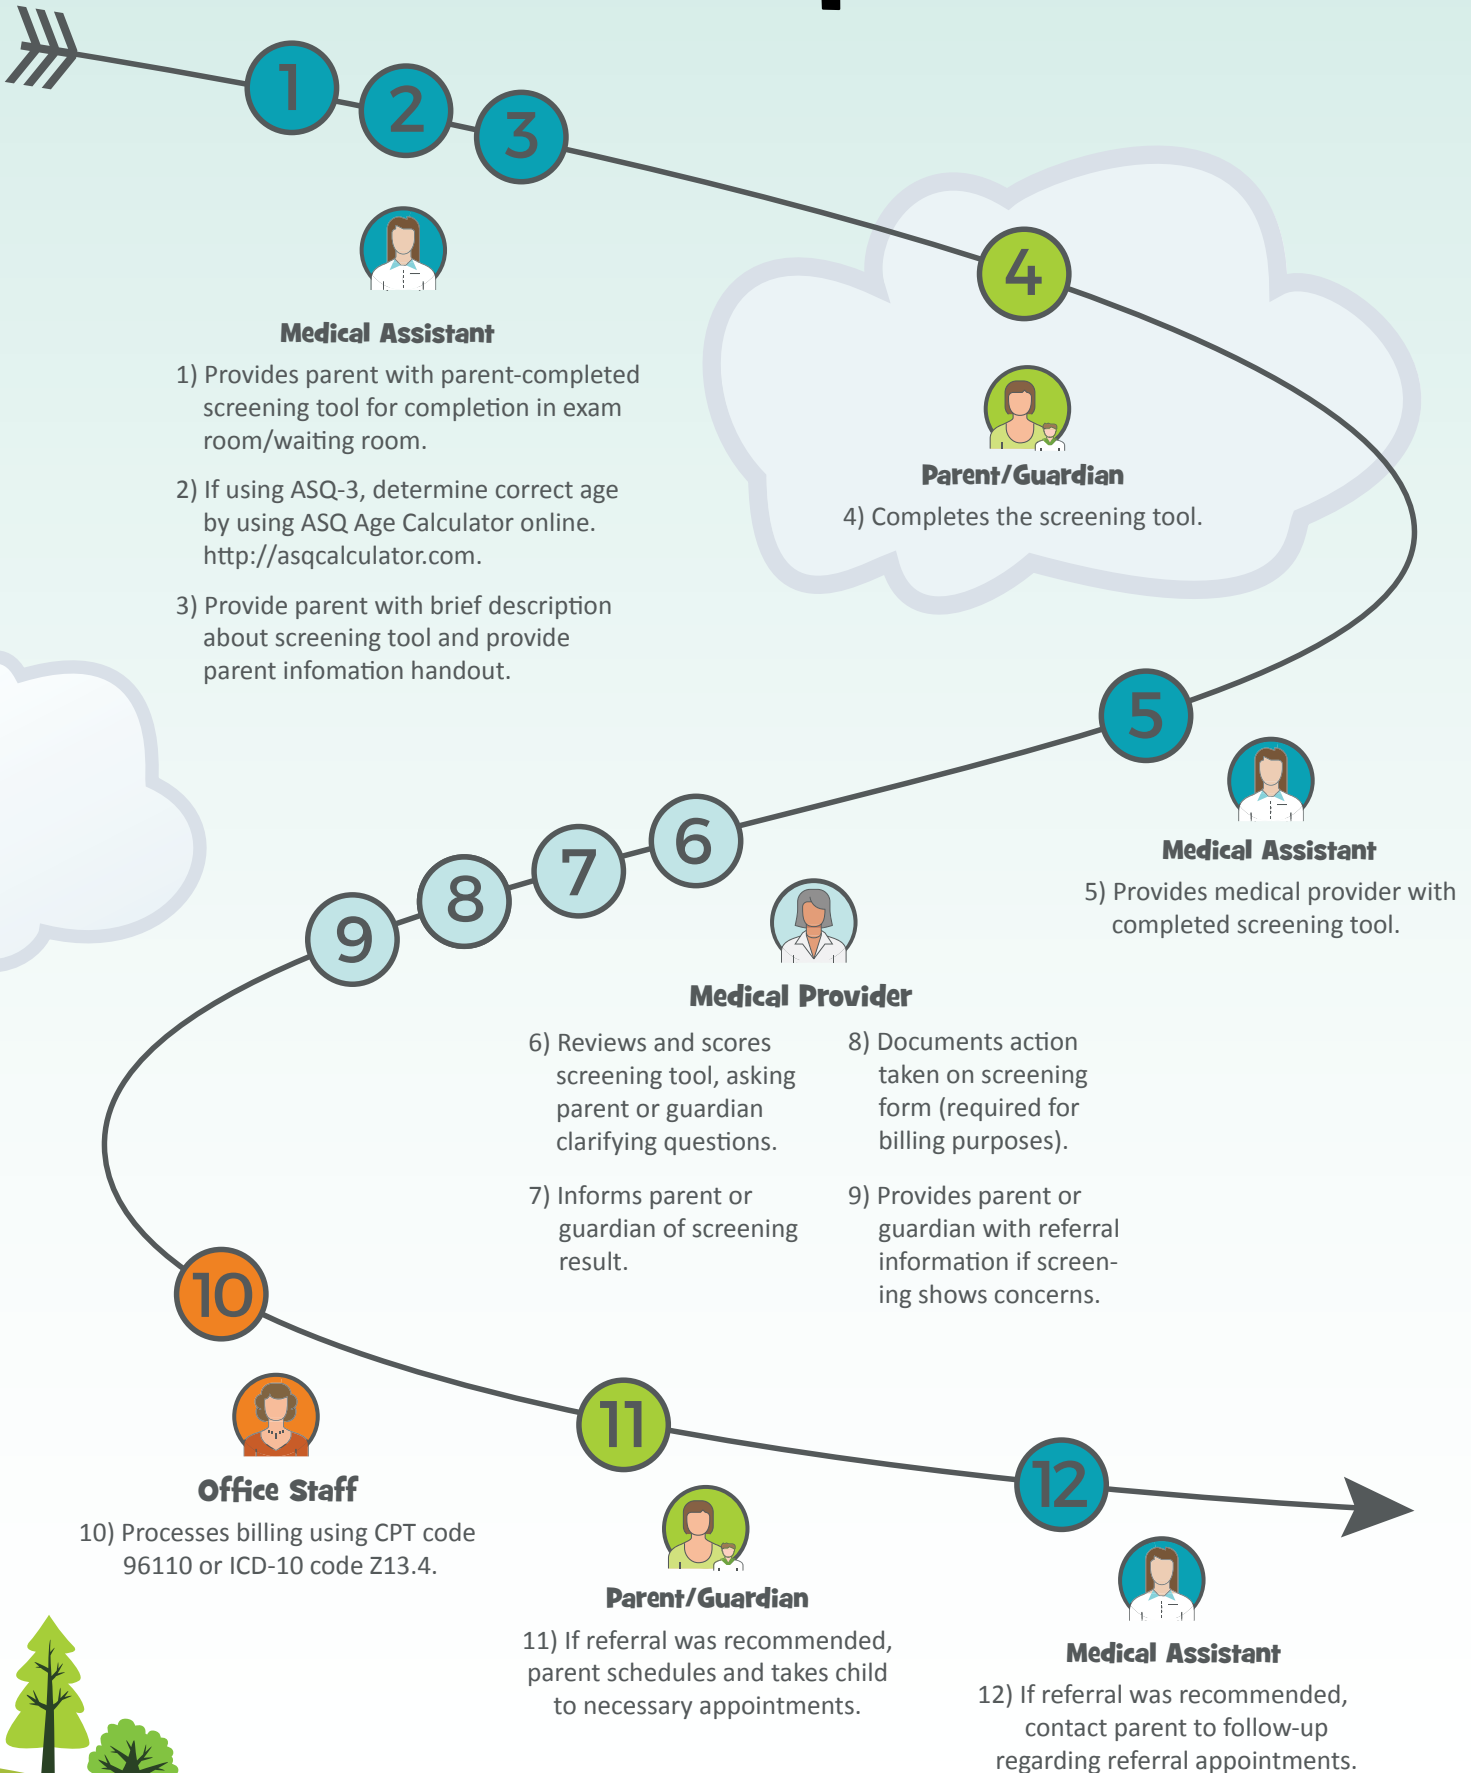 1
2
3
4
Medical Assistant
1) Provides parent with parent-completed
screening tool for completion in exam
room/waiting room.
2) If using ASQ-3, determine correct age
by using ASQ Age Calculator online.
http://asqcalculator.com.
3) Provide parent with brief description
about screening tool and provide
parent infomation handout.
Parent/Guardian
4) Completes the screening tool.
5
Medical Assistant
5) Provides medical provider with
completed screening tool.
6
7
8
9
Medical Provider
6) Reviews and scores
screening tool, asking
parent or guardian
clarifying questions.
7) Informs parent or
guardian of screening
result.
8) Documents action
taken on screening
form (required for
billing purposes).
9) Provides parent or
guardian with referral
information if screen-
ing shows concerns.
10
Office Staff
10) Processes billing using CPT code
96110 or ICD-10 code Z13.4.
11
Parent/Guardian
11) If referral was recommended,
parent schedules and takes child
to necessary appointments.
12
Medical Assistant
12) If referral was recommended,
contact parent to follow-up
regarding referral appointments.